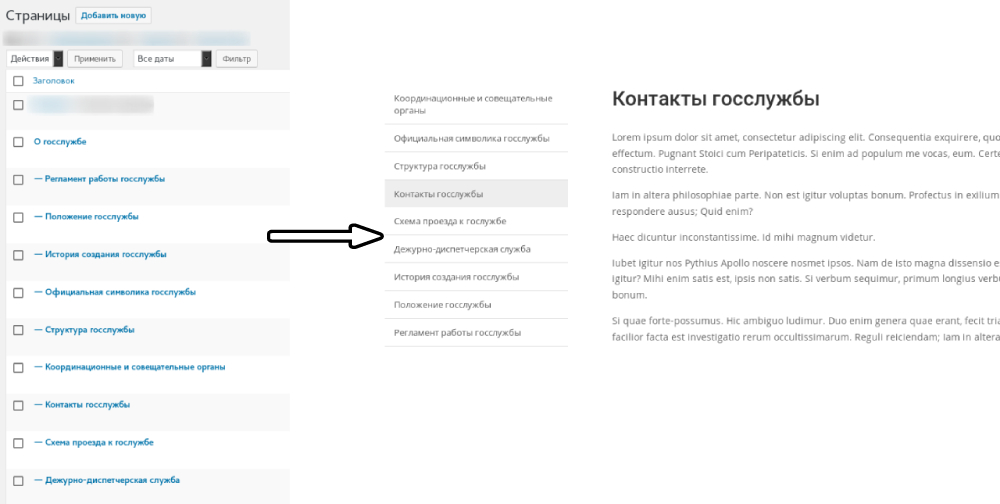 Страницы Добавить новую
Действия Применить Все даты Фильтр
Заголовок
О госслужбе
— Регламент работы госслужбы
— Положение госслужбы
— История создания госслужбы
— Официальная символика госслужбы
— Структура госслужбы
— Координационные и совещательные органы
— Контакты госслужбы
— Схема проезда к гослужбе
— Дежурно-диспетчерская служба
Координационные и совещательные
органы
Официальная символика госслужбы
Структура госслужбы
Контакты госслужбы
Схема проезда к гослужбе
Дежурно-диспетчерская служба
История создания госслужбы
Положение госслужбы
Регламент работы госслужбы
Контакты госслужбы
Lorem ipsum dolor sit amet, consectetur adipiscing elit. Consequentia exquirere, quo
effectum. Pugnant Stoici cum Peripateticis. Si enim ad populum me vocas, eum. Certe
constructio interrete.
Iam in altera philosophiae parte. Non est igitur voluptas bonum. Profectus in exilium
respondere ausus; Quid enim?
Haec dicuntur inconstantissime. Id mihi magnum videtur.
Iubet igitur nos Pythius Apollo noscere nosmet ipsos. Nam de isto magna dissensio e
igitur? Mihi enim satis est, ipsis non satis. Si verbum sequimur, primum longius verb
bonum.
Si quae forte-possumus. Hic ambiguo ludimur. Duo enim genera quae erant, fecit tria
facilior facta est investigatio rerum occultissimarum. Reguli reiciendam; Iam in altera